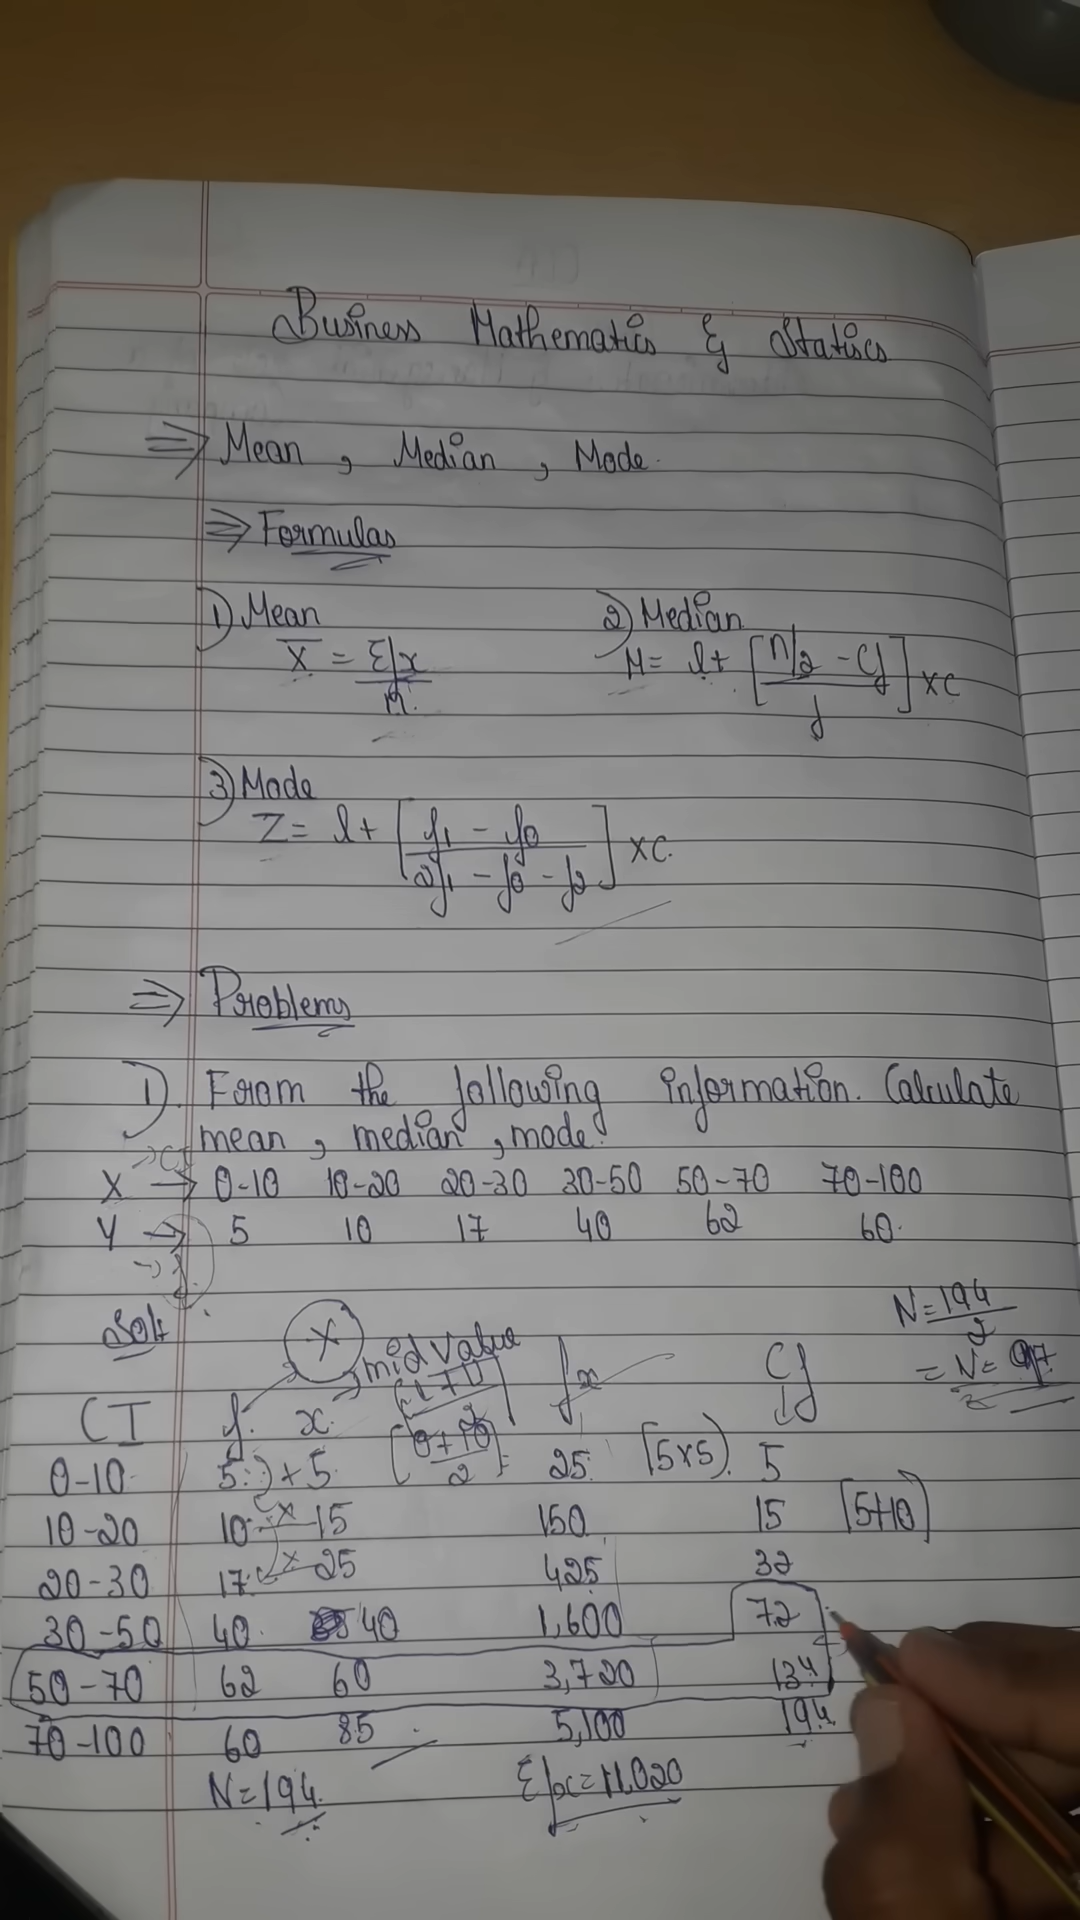 Business Mathematics & Statiscs
⇒ Mean, Median, Mode.
⇒ Formulas
1) Mean 2) Median
X̄ = Σfx / n. M = l + [n/2 - cf / f] × c
3) Mode
Z = l + [f1 - f0 / 2f1 - f0 - f2] × c.
⇒ Problems
1). From the following information. Calculate
mean, median, mode.
→ CI
X → 0-10 10-20 20-30 30-50 50-70 70-100
Y → 5 10 17 40 62 60.
→ f.
Sol: N = 194 / 2
X mid value = N = 97
CI f. x. fx cf
0-10 5 × 5 [0+10 / 2] = 25 [5×5]. 5
10-20 10 × 15 150 15 [5+10]
20-30 17 × 25 425 32
30-50 40 40 1,600 72
50-70 62 60 3,720 134
70-100 60 85 5,100 194
N = 194. Σfx = 11,020